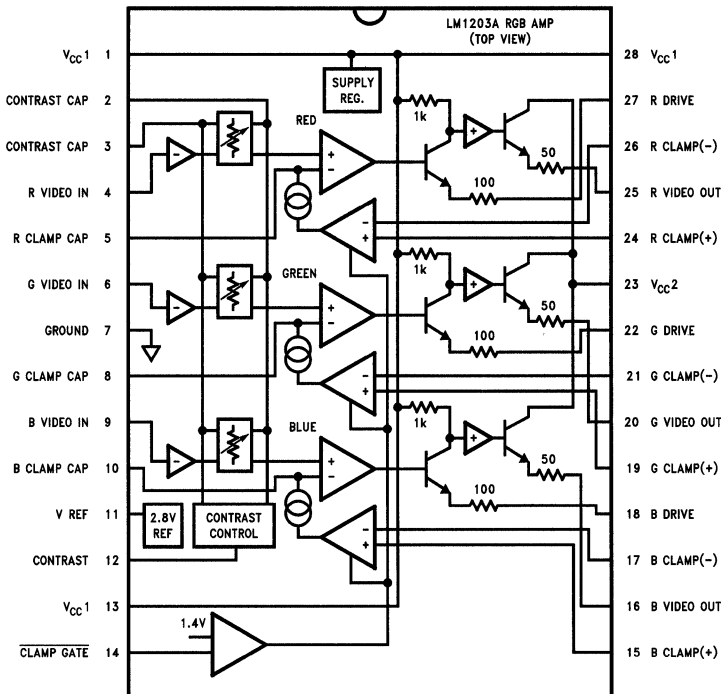 LM1203A RGB AMP
(TOP VIEW)
VCC1 1
CONTRAST CAP 2
CONTRAST CAP 3
R VIDEO IN 4
R CLAMP CAP 5
G VIDEO IN 6
GROUND 7
G CLAMP CAP 8
B VIDEO IN 9
B CLAMP CAP 10
V REF 11
CONTRAST 12
VCC1 13
CLAMP GATE 14
SUPPLY
REG.
RED
+
−
−
+
1k
+
50
100
GREEN
+
−
−
+
1k
+
50
100
BLUE
+
−
−
+
1k
+
50
100
−
−
−
2.8V
REF
CONTRAST
CONTROL
1.4V
28 VCC1
27 R DRIVE
26 R CLAMP(−)
25 R VIDEO OUT
24 R CLAMP(+)
23 VCC2
22 G DRIVE
21 G CLAMP(−)
20 G VIDEO OUT
19 G CLAMP(+)
18 B DRIVE
17 B CLAMP(−)
16 B VIDEO OUT
15 B CLAMP(+)